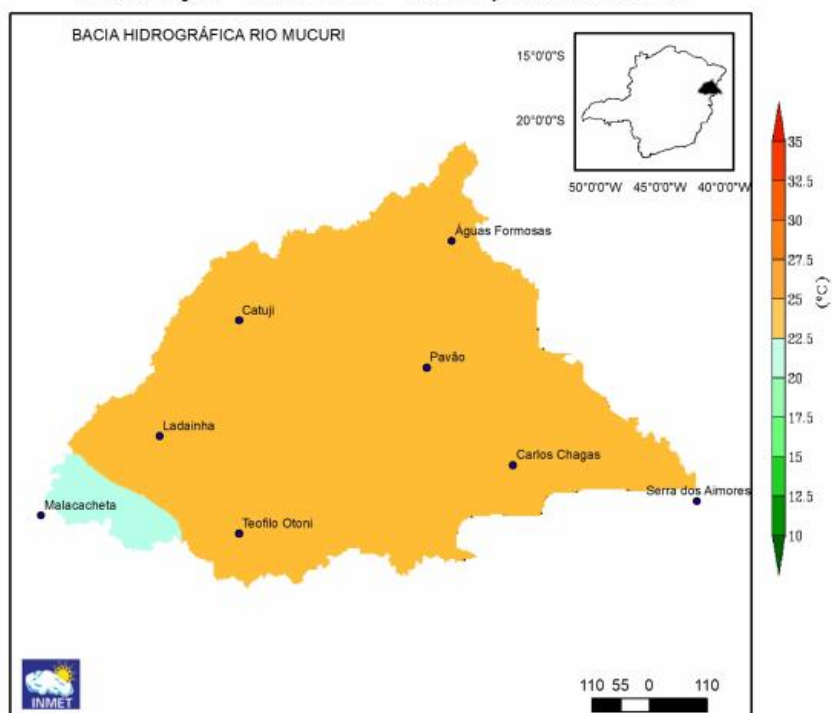 BACIA HIDROGRÁFICA RIO MUCURI
15°0'0"S
20°0'0"S
50°0'0"W 45°0'0"W 40°0'0"W
35
32.5
30
27.5
25
22.5
20
17.5
15
12.5
10
(°C)
Águas Formosas
Catuji
Pavão
Ladainha
Carlos Chagas
Serra dos Aimores
Malacacheta
Teofilo Otoni
INMET
110 55 0 110